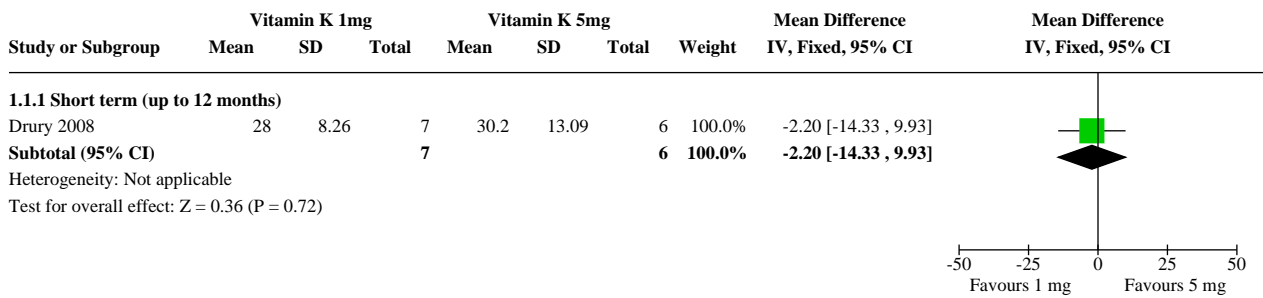 Vitamin K 1mg Vitamin K 5mg Mean Difference Mean Difference
Study or Subgroup Mean SD Total Mean SD Total Weight IV, Fixed, 95% CI IV, Fixed, 95% CI
1.1.1 Short term (up to 12 months)
Drury 2008 28 8.26 7 30.2 13.09 6 100.0% -2.20 [-14.33 , 9.93]
Subtotal (95% CI) 7 6 100.0% -2.20 [-14.33 , 9.93]
Heterogeneity: Not applicable
Test for overall effect: Z = 0.36 (P = 0.72)
-50 -25 0 25 50
Favours 1 mg Favours 5 mg